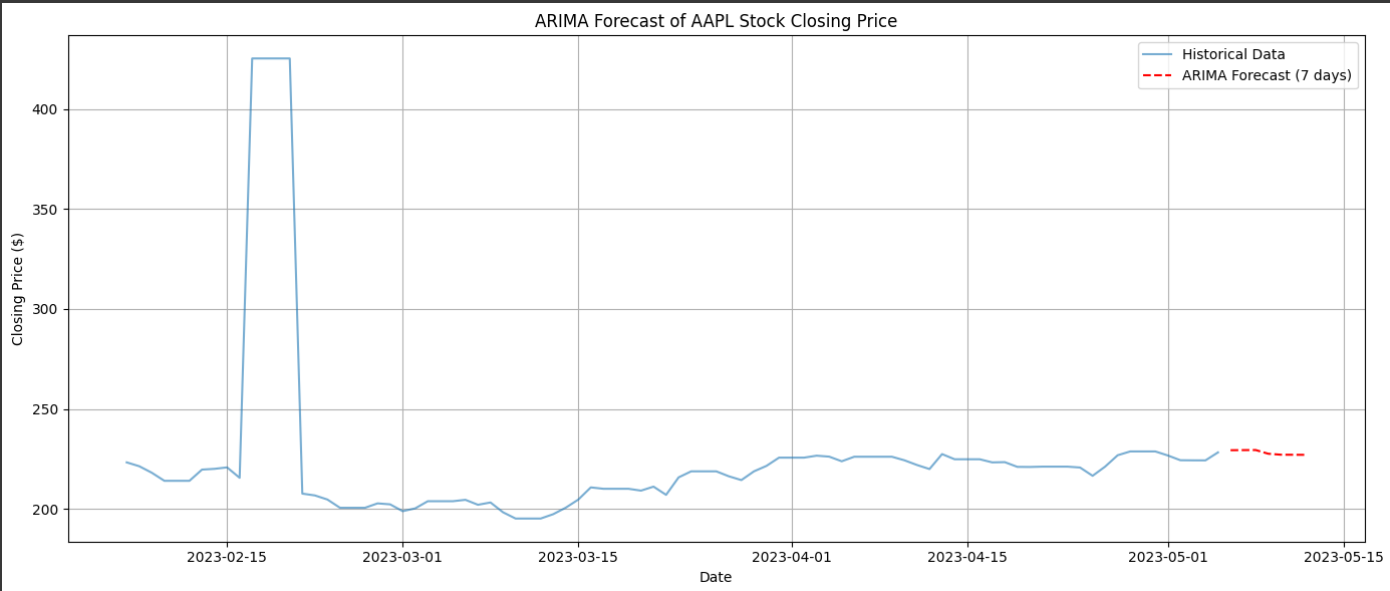 ARIMA Forecast of AAPL Stock Closing Price
Historical Data
ARIMA Forecast (7 days)
Closing Price ($)
400
350
300
250
200
2023-02-15
2023-03-01
2023-03-15
2023-04-01
2023-04-15
2023-05-01
2023-05-15
Date